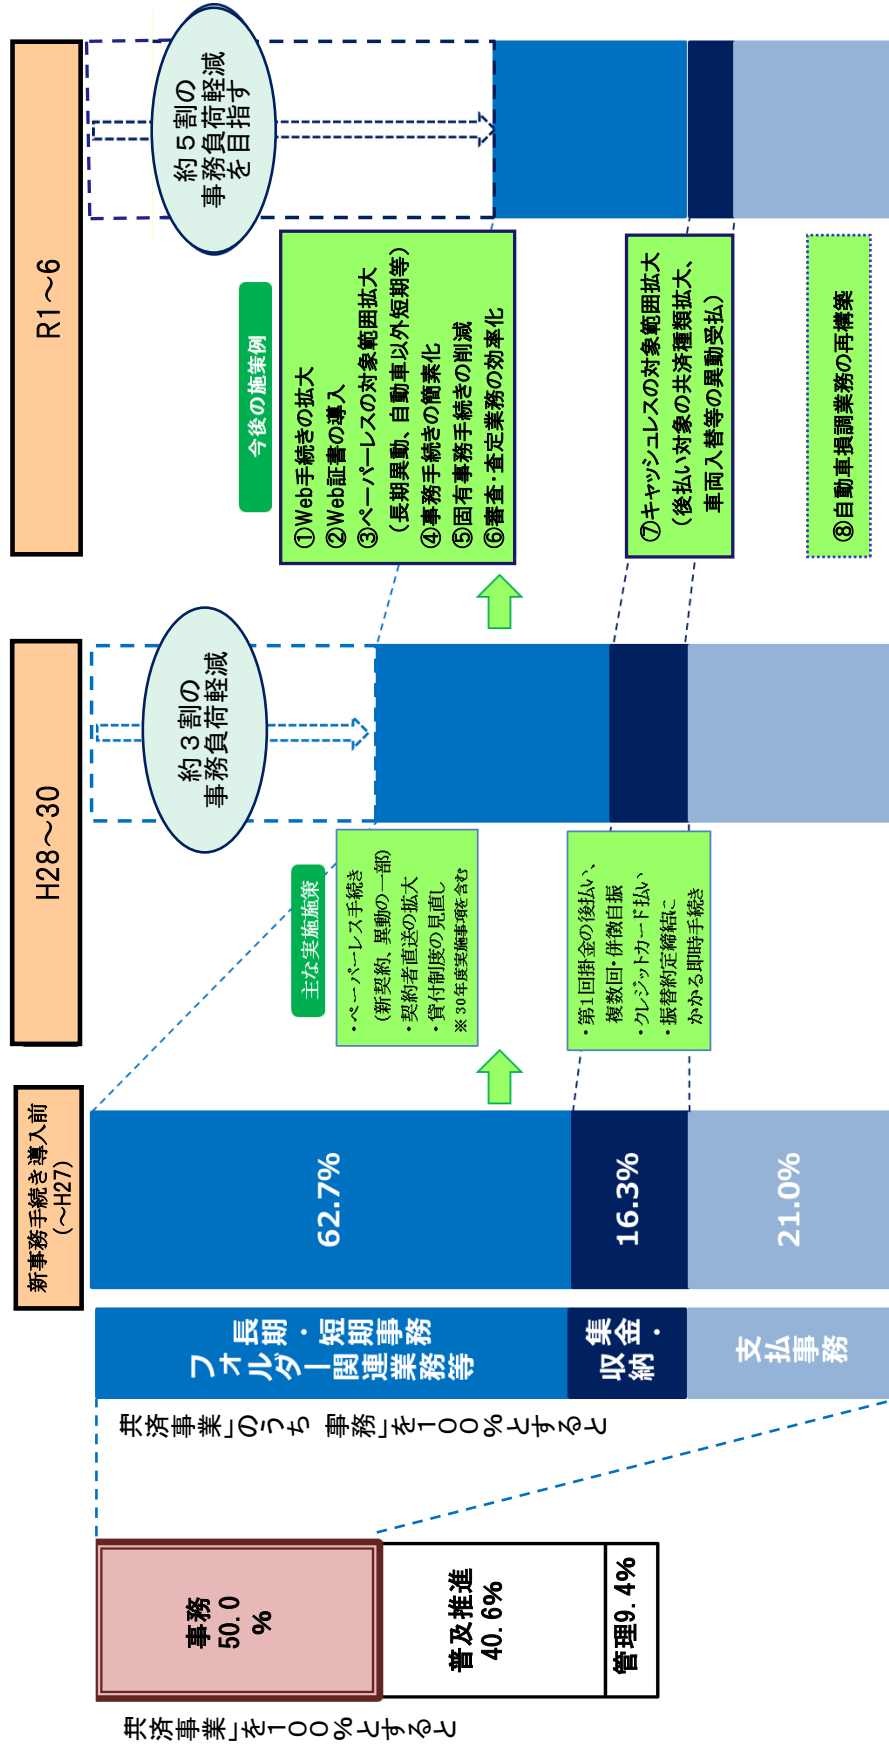 共済事業」を100%とすると
事務
50.0
%
普及推進
40.6%
管理9.4%
共済事業」のうち 事務」を100%とすると
長期・短期事務
フォルダー関連業務等
集金・
収納
支払事務
新事務手続き導入前
(～H27)
62.7%
16.3%
21.0%
H28～30
約3割の
事務負荷軽減
主な実施施策
・ペーパーレス手続き
(新契約、異動の一部)
・契約者直送の拡大
・貸付制度の見直し
※30年度実施事項を含む
・第1回掛金の後払い、
複数回・併徴自振
・クレジットカード払い
・振替約定締結に
かかる即時手続き
R1～6
約5割の
事務負荷軽減
を目指す
今後の施策例
①Web手続きの拡大
②Web証書の導入
③ペーパーレスの対象範囲拡大
(長期異動、自動車以外短期等)
④事務手続きの簡素化
⑤固有事務手続きの削減
⑥審査・査定業務の効率化
⑦キャッシュレスの対象範囲拡大
(後払い対象の共済種類拡大、
車両入替等の異動受払)
⑧自動車損調業務の再構築